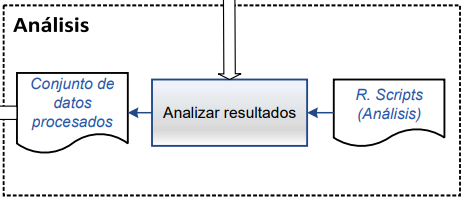 Análisis
Conjunto de
datos
procesados
Analizar resultados
R. Scripts
(Análisis)